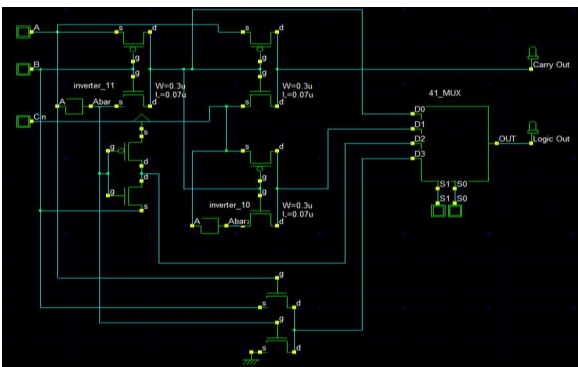 A
s
d
s
d
B
g
g
Carry Out
g
g
inverter_11
W=0.3u
L=0.07u
W=0.3u
L=0.07u
41_MUX
A
Abar
s
d
s
d
D0
C
n
D1
s
D2
OUT
Logic Out
g
s
d
D3
d
d
g
g
S1
S0
g
inverter_10
W=0.3u
L=0.07u
S1
S0
s
A
Abar
s
d
g
s
d
g
s
d